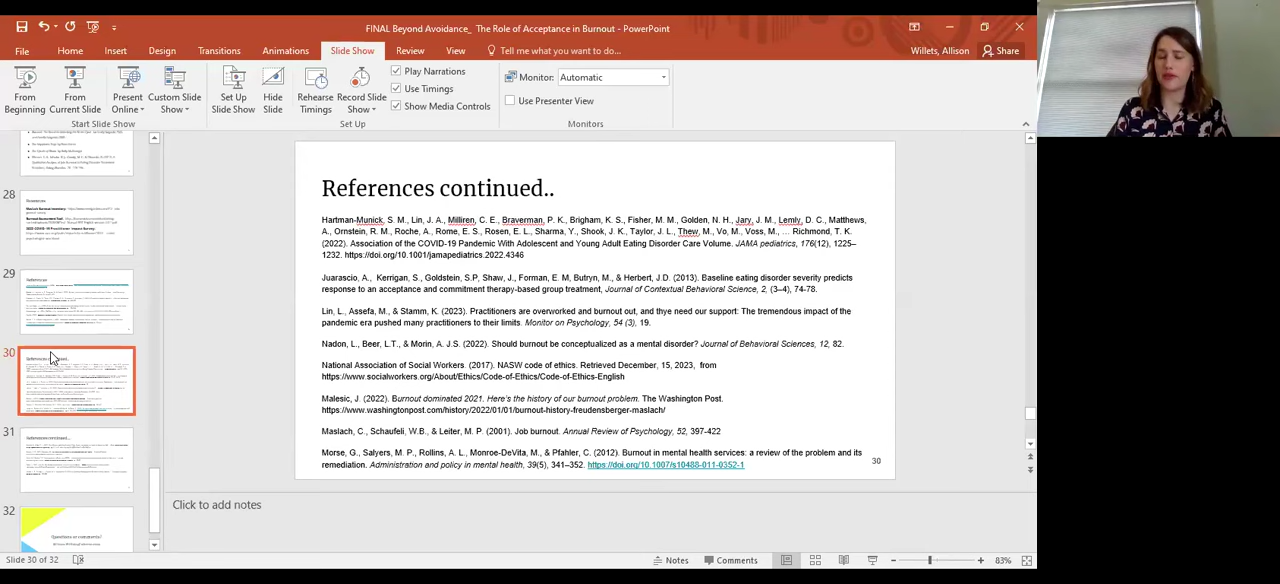 FINAL Beyond Avoidance_ The Role of Acceptance in Burnout - PowerPoint
File Home Insert Design Transitions Animations Slide Show Review View Tell me what you want to do... Willets, Allison Share
From Beginning
From Current Slide
Present Online
Custom Slide Show
Set Up Slide Show
Hide Slide
Rehearse Timings
Record Slide Show
Play Narrations
Use Timings
Show Media Controls
Monitor: Automatic
Use Presenter View
Start Slide Show Set Up Monitors
28
References
29
References
30
References continued..
31
References continued...
32
Questions or comments?
References continued..
Hartman-Munick, S. M., Lin, J. A., Milliren, C. E., Braverman, P. K., Brigham, K. S., Fisher, M. M., Golden, N. H., Jary, J. M., Lemly, D. C., Matthews,
A., Ornstein, R. M., Roche, A., Rome, E. S., Rosen, E. L., Sharma, Y., Shook, J. K., Taylor, J. L., Thew, M., Vo, M., Voss, M., ... Richmond, T. K.
(2022). Association of the COVID-19 Pandemic With Adolescent and Young Adult Eating Disorder Care Volume. JAMA pediatrics, 176(12), 1225–
1232. https://doi.org/10.1001/jamapediatrics.2022.4346
Juarascio, A., Kerrigan, S., Goldstein, S.P, Shaw, J., Forman, E. M, Butryn, M., & Herbert, J.D. (2013). Baseline eating disorder severity predicts
response to an acceptance and commitment therapy-based group treatment, Journal of Contextual Behavioral Science, 2, (3–4), 74-78.
Lin, L., Assefa, M., & Stamm, K. (2023). Practitioner are overworked and burnout out, and thye need our support: The tremendous impact of the
pandemic era pushed many practitioners to their limits. Monitor on Psychology, 54 (3), 19.
Nadon, L., Beer, L.T., & Morin, A. J.S. (2022). Should burnout be conceptualized as a mental disorder? Journal of Behavioral Sciences, 12, 82.
National Association of Social Workers. (2017). NASW code of ethics. Retrieved December, 15, 2023, from
https://www.socialworkers.org/About/Ethics/Code-of-Ethics/Code-of-Ethics-English
Malesic, J. (2022). Burnout dominated 2021. Here's the history of our burnout problem. The Washington Post.
https://www.washingtonpost.com/history/2022/01/01/burnout-history-freudensberger-maslach/
Maslach, C., Schaufeli, W.B., & Leiter, M. P. (2001). Job burnout. Annual Review of Psychology, 52, 397-422
Morse, G., Salyers, M. P., Rollins, A. L., Monroe-DeVita, M., & Pfahler, C. (2012). Burnout in mental health services: a review of the problem and its
remediation. Administration and policy in mental health, 39(5), 341–352. https://doi.org/10.1007/s10488-011-0352-1
30
Click to add notes
Slide 30 of 32 Notes Comments 83%